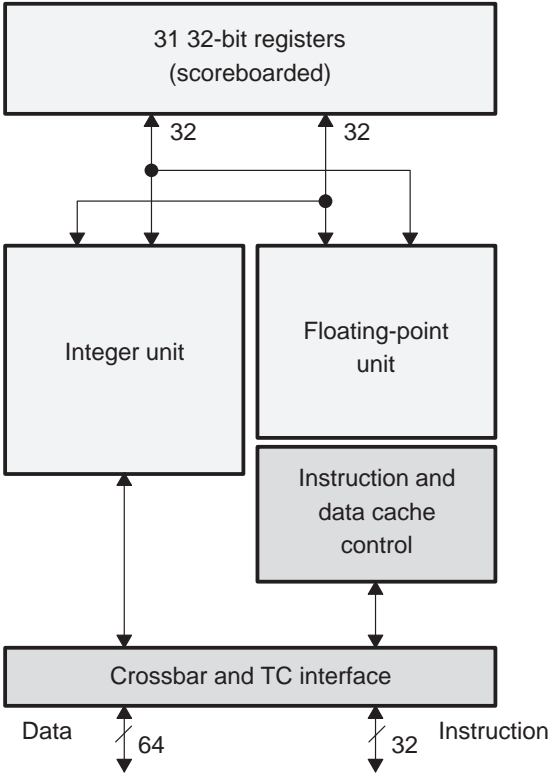 31 32-bit registers
(scoreboarded)
32
32
Integer unit
Floating-point
unit
Instruction and
data cache
control
Crossbar and TC interface
Data
64
32
Instruction